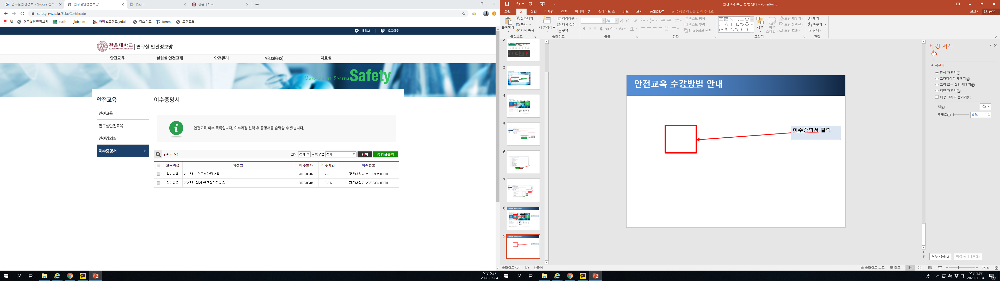 연구실안전정보 - Google 검색
연구실안전정보망
Daum
광운대학교
safety.kw.ac.kr/Edu/Certificate
앱
연구실안전정보망
earth :: a global m...
아빠벌토렌트_Adul...
미스터토
torrent
토렌트왈
내정보
로그아웃
광운대학교
KwangWoon University
연구실 안전정보망
안전교육
실험실 안전교재
안전관리
MSDS(GHS)
자료실
MANAGEMENT SYSTEM Safety
안전교육
안전교육
연구실안전교육
안전강의실
이수증명서
이수증명서
안전교육 이수 목록입니다. 이수과정 선택 후 증명서를 출력할 수 있습니다.
(총 2 건)
년도 전체 교육구분 전체 검색 증명서출력
교육과정 과정명 이수일자 이수시간 이수번호
정기교육 2019년도 연구실안전교육 2019.09.02 12 / 12 광운대학교_20190902_00001
정기교육 2020년 1학기 연구실안전교육 2020.03.04 6 / 6 광운대학교_20200304_00001
오후 5:37
2020-03-04
안전교육 수강 방법 안내 - PowerPoint
파일 홈 삽입 디자인 전환 애니메이션 슬라이드 쇼 검토 보기 ACROBAT 수행할 작업을 알려 주세요.
로그인 공유
붙여넣기
잘라내기
복사
서식 복사
클립보드
새 슬라이드
레이아웃
다시 설정
구역
슬라이드
20
글꼴
텍스트 방향
텍스트 맞춤
SmartArt로 변환
단락
정렬
빠른 스타일
도형 채우기
도형 윤곽선
도형 효과
그리기
찾기
바꾸기
선택
편집
2
3
4
5
6
7
8
9
안전교육 수강방법 안내
이수증명서 클릭
배경 서식
채우기
단색 채우기(S)
그라데이션 채우기(G)
그림 또는 질감 채우기(P)
패턴 채우기(A)
배경 그래픽 숨기기(H)
색(C)
투명도(T) 0 %
모두 적용(L)
배경 원래대로(B)
슬라이드 9/9
한국어
슬라이드 노트
메모
75 %
가
오후 5:37
2020-03-04